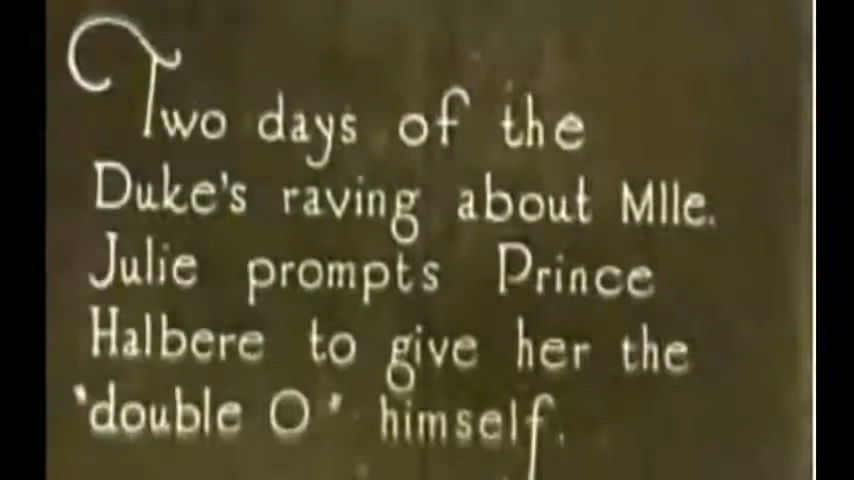 Two days of the
Duke's raving about Mlle.
Julie prompts Prince
Halbere to give her the
'double O' himself.